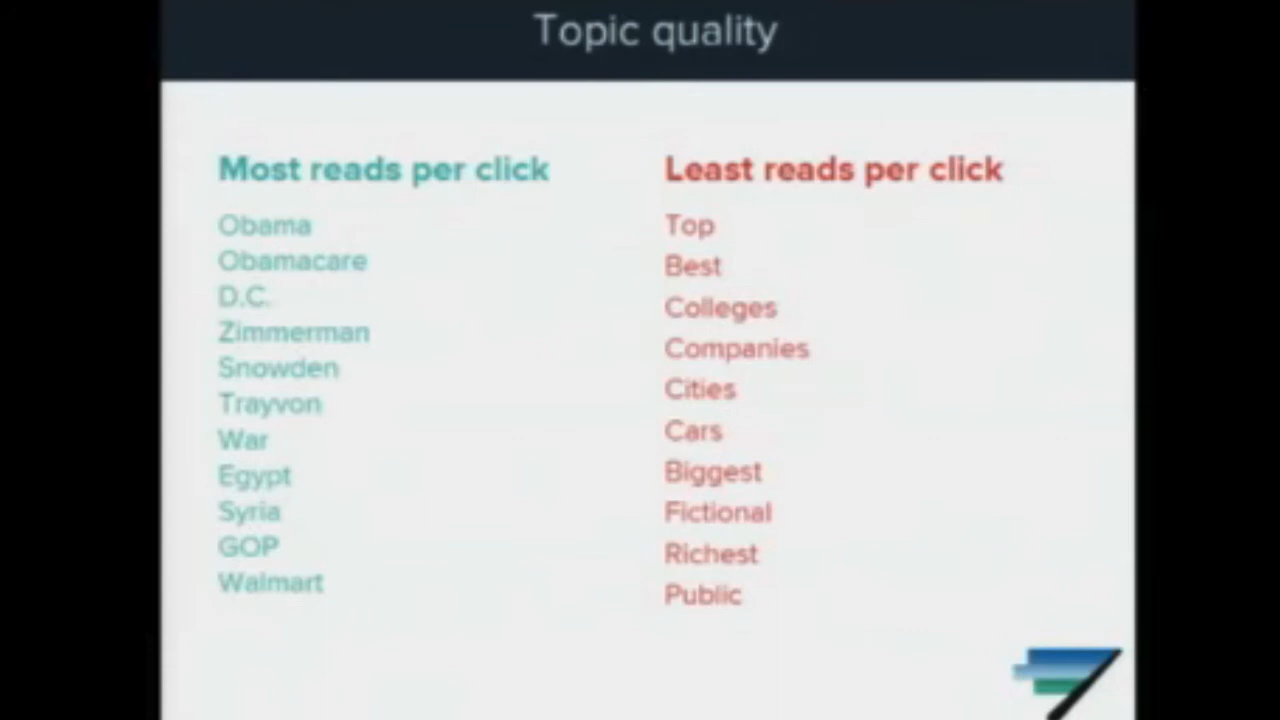 Topic quality
Most reads per click
Obama
Obamacare
D.C.
Zimmerman
Snowden
Trayvon
War
Egypt
Syria
GOP
Walmart
Least reads per click
Top
Best
Colleges
Companies
Cities
Cars
Biggest
Fictional
Richest
Public